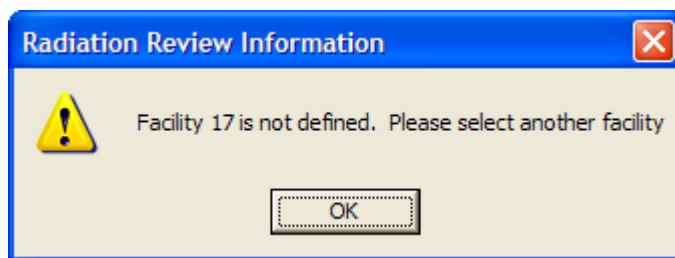 Radiation Review Information
Facility 17 is not defined.  Please select another facility
OK